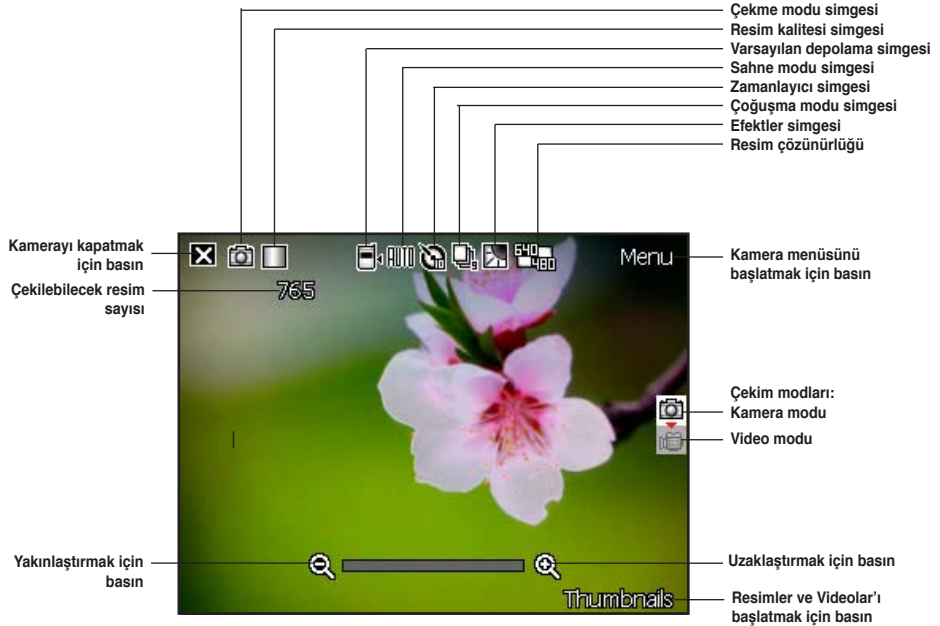 Çekme modu simgesi
Resim kalitesi simgesi
Varsayılan depolama simgesi
Sahne modu simgesi
Zamanlayıcı simgesi
Çoğuşma modu simgesi
Efektler simgesi
Resim çözünürlüğü
Kamerayı kapatmak
için basın
Çekilebilecek resim
sayısı
AUTO
10
9
640
480
Menu
765
Kamera menüsünü
başlatmak için basın
Çekim modları:
Kamera modu
Video modu
Yakınlaştırmak için
basın
Uzaklaştırmak için basın
Thumbnails
Resimler ve Videolar’ı
başlatmak için basın